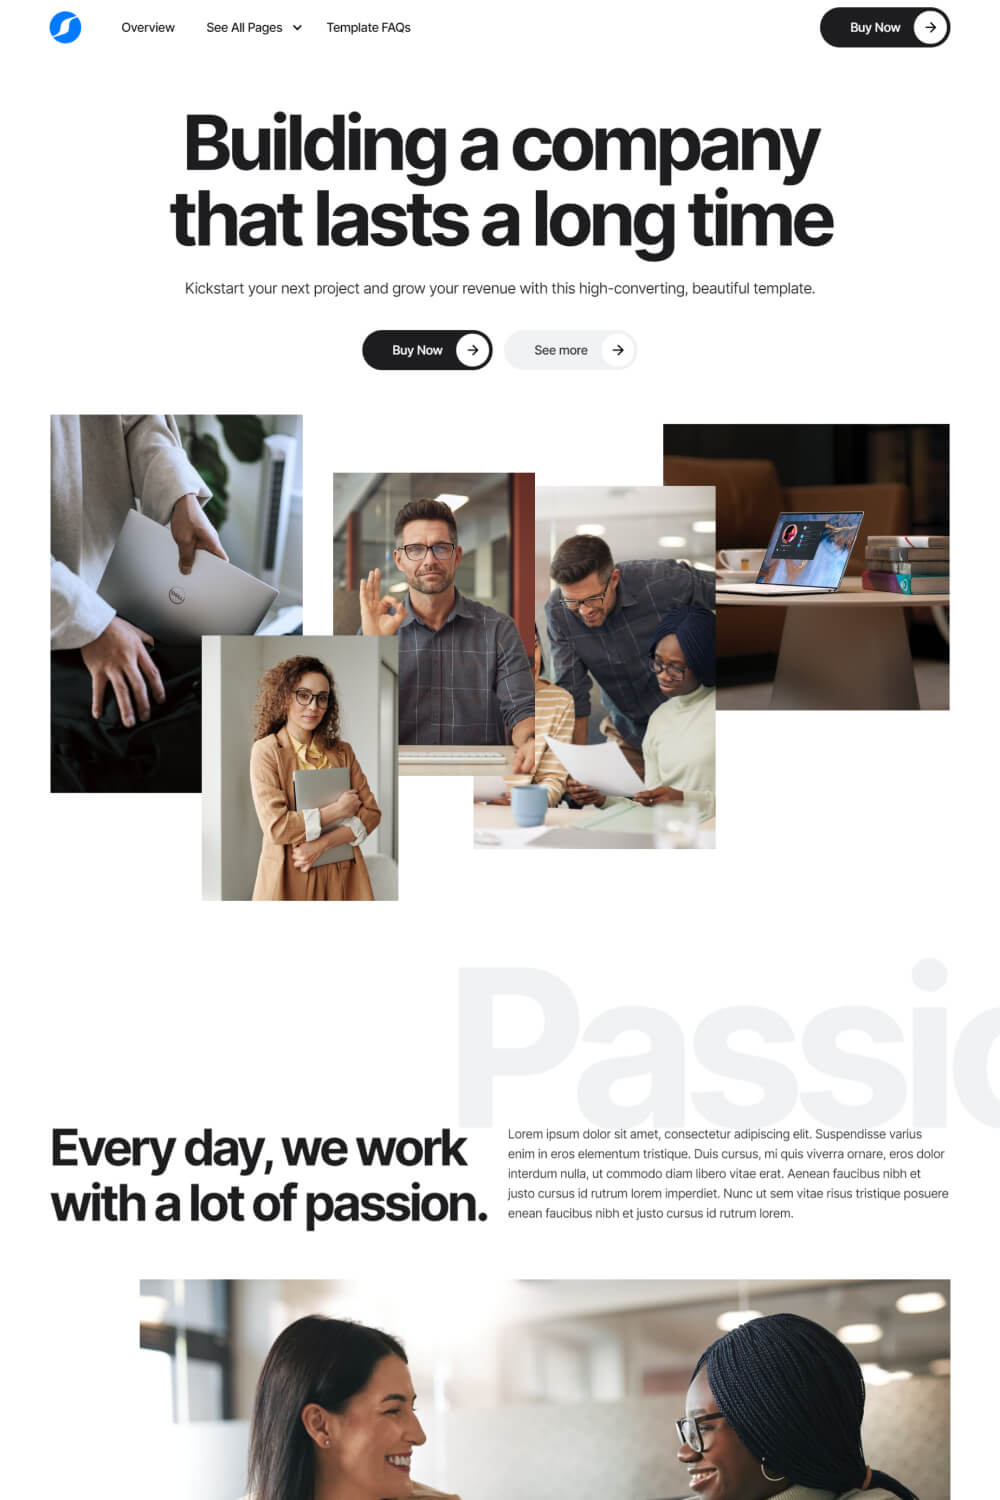 Overview
See All Pages
Template FAQs
Buy Now
Building a company
that lasts a long time
Kickstart your next project and grow your revenue with this high-converting, beautiful template.
Buy Now
See more
DELL
Passio
Every day, we work
with a lot of passion.
Lorem ipsum dolor sit amet, consectetur adipiscing elit. Suspendisse varius
enim in eros elementum tristique. Duis cursus, mi quis viverra ornare, eros dolor
interdum nulla, ut commodo diam libero vitae erat. Aenean faucibus nibh et
justo cursus id rutrum lorem imperdiet. Nunc ut sem vitae risus tristique posuere
enean faucibus nibh et justo cursus id rutrum lorem.